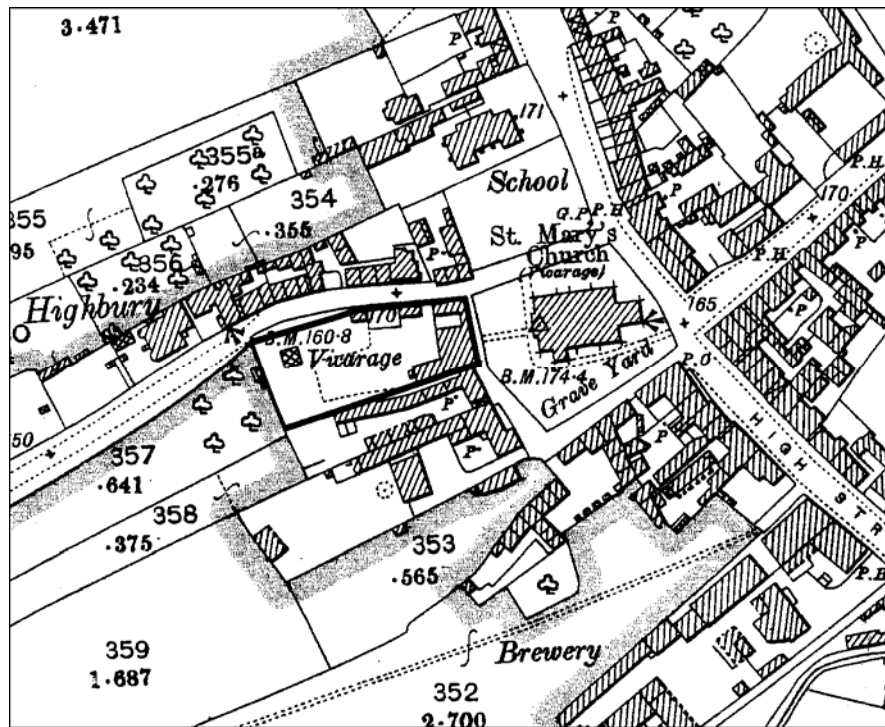 3.471
P
171
355a
.276
354
.355
School
355
95
356
.234
P
G.P
P.H
St. Mary's
Church
(Vicarage)
P
P.H.
170
P.H
Highbury
170
165
P
B.M.160.8
Vicarage
B.M.174.4
P.O
Grave Yard
50
357
.641
P
P
P
HIGH STR
358
.375
353
.565
P.H
359
1.687
Brewery
352
2.700